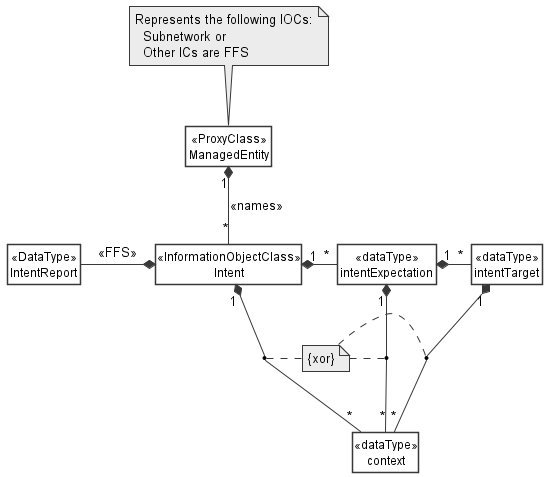 Represents the following IOCs:
Subnetwork or
Other ICs are FFS
«ProxyClass»
ManagedEntity
1
«names»
*
«DataType»
IntentReport
«FFS»
«InformationObjectClass»
Intent
1 *
«dataType»
intentExpectation
1 *
«dataType»
intentTarget
1
1
1
{xor}
*
*
*
«dataType»
context